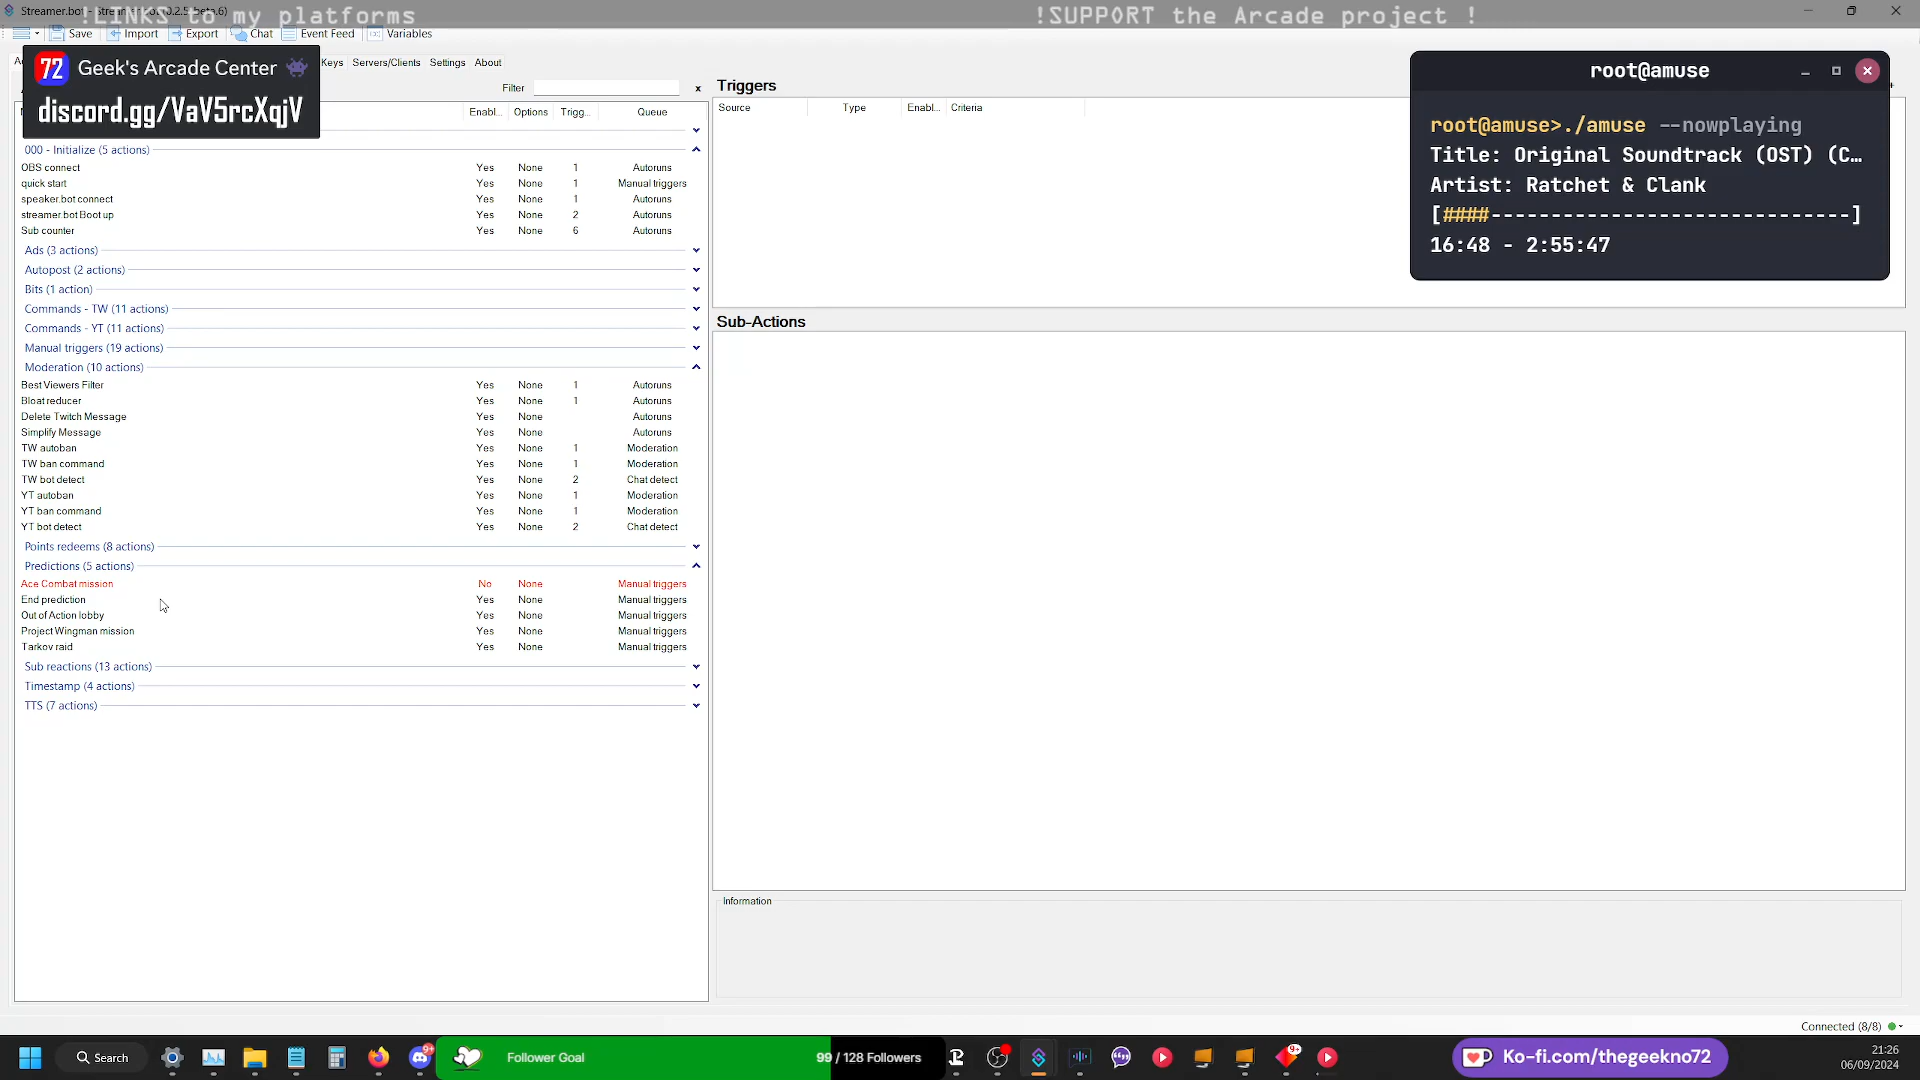 !LINKS to my platforms
!SUPPORT the Arcade project !
Save
Import
Export
Chat
Event Feed
Variables
72 Geek's Arcade Center
discord.gg/VaV5rcXqjV
Keys
Servers/Clients
Settings
About
Filter
x
Enabl...
Options
Trigg...
Queue
000 - Initialize (5 actions)
OBS connect Yes None 1 Autoruns
quick start Yes None 1 Manual triggers
speaker.bot connect Yes None 1 Autoruns
streamer.bot Boot up Yes None 2 Autoruns
Sub counter Yes None 6 Autoruns
Ads (3 actions)
Autopost (2 actions)
Bits (1 action)
Commands - TW (11 actions)
Commands - YT (11 actions)
Manual triggers (19 actions)
Moderation (10 actions)
Best Viewers Filter Yes None 1 Autoruns
Bloat reducer Yes None 1 Autoruns
Delete Twitch Message Yes None Autoruns
Simplify Message Yes None Autoruns
TW autoban Yes None 1 Moderation
TW ban command Yes None 1 Moderation
TW bot detect Yes None 2 Chat detect
YT autoban Yes None 1 Moderation
YT ban command Yes None 1 Moderation
YT bot detect Yes None 2 Chat detect
Points redeems (8 actions)
Predictions (5 actions)
Ace Combat mission No None Manual triggers
End prediction Yes None Manual triggers
Out of Action lobby Yes None Manual triggers
Project Wingman mission Yes None Manual triggers
Tarkov raid Yes None Manual triggers
Sub reactions (13 actions)
Timestamp (4 actions)
TTS (7 actions)
Triggers
Source Type Enabl... Criteria
Sub-Actions
Information
root@amuse
root@amuse>./amuse --nowplaying
Title: Original Soundtrack (OST) (C…
Artist: Ratchet & Clank
[####------------------------------]
16:48 - 2:55:47
Connected (8/8)
Search
9+
Follower Goal
99 / 128 Followers
9+
Ko-fi.com/thegeekno72
21:26
06/09/2024